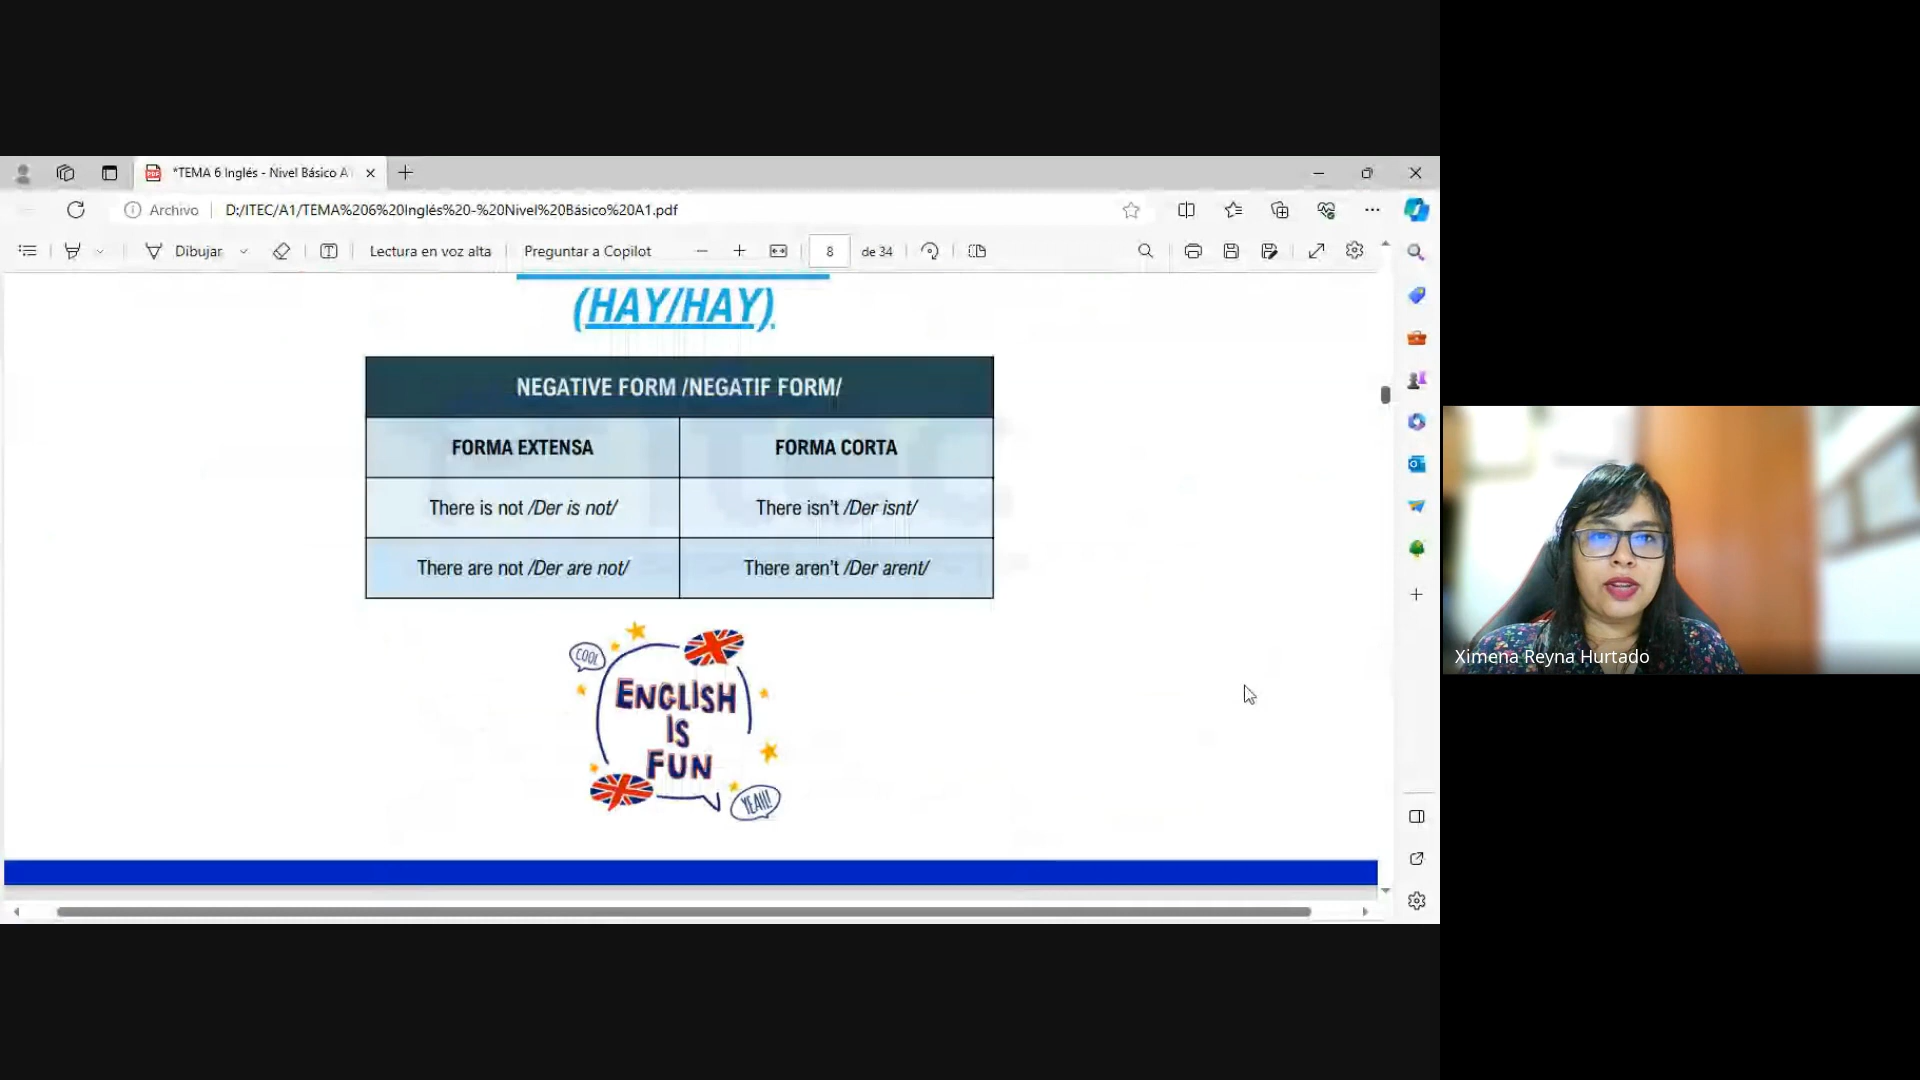 *TEMA 6 Inglés - Nivel Básico A1
Archivo
D:/ITEC/A1/TEMA%206%20Inglés%20-%20Nivel%20Básico%20A1.pdf
Dibujar
Lectura en voz alta
Preguntar a Copilot
8 de 34
(HAY/HAY).
NEGATIVE FORM /NEGATIF FORM/
FORMA EXTENSA
FORMA CORTA
There is not /Der is not/
There isn't /Der isnt/
There are not /Der are not/
There aren't /Der arent/
COOL
ENGLISH
IS
FUN
YEAH!
Ximena Reyna Hurtado